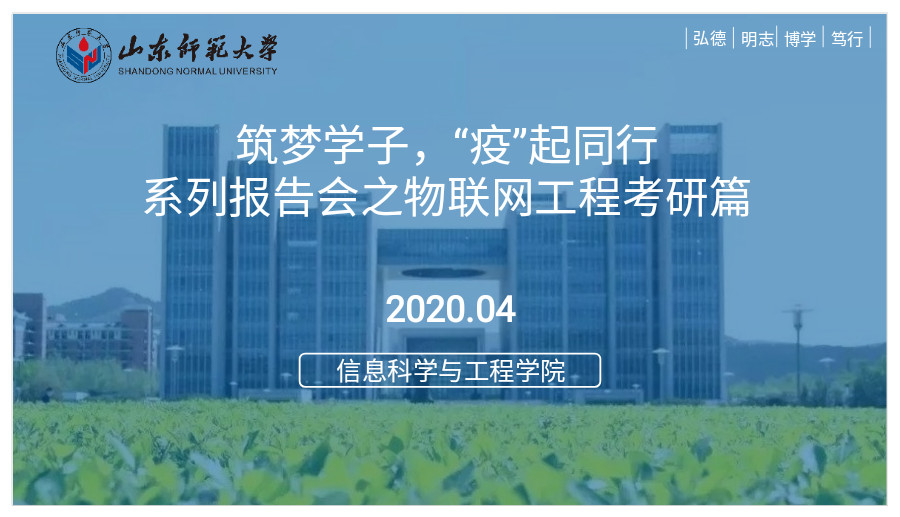 山东师范大学
SHANDONG NORMAL UNIVERSITY
| 弘德 | 明志 | 博学 | 笃行 |
筑梦学子，“疫”起同行
系列报告会之物联网工程考研篇
2020.04
信息科学与工程学院